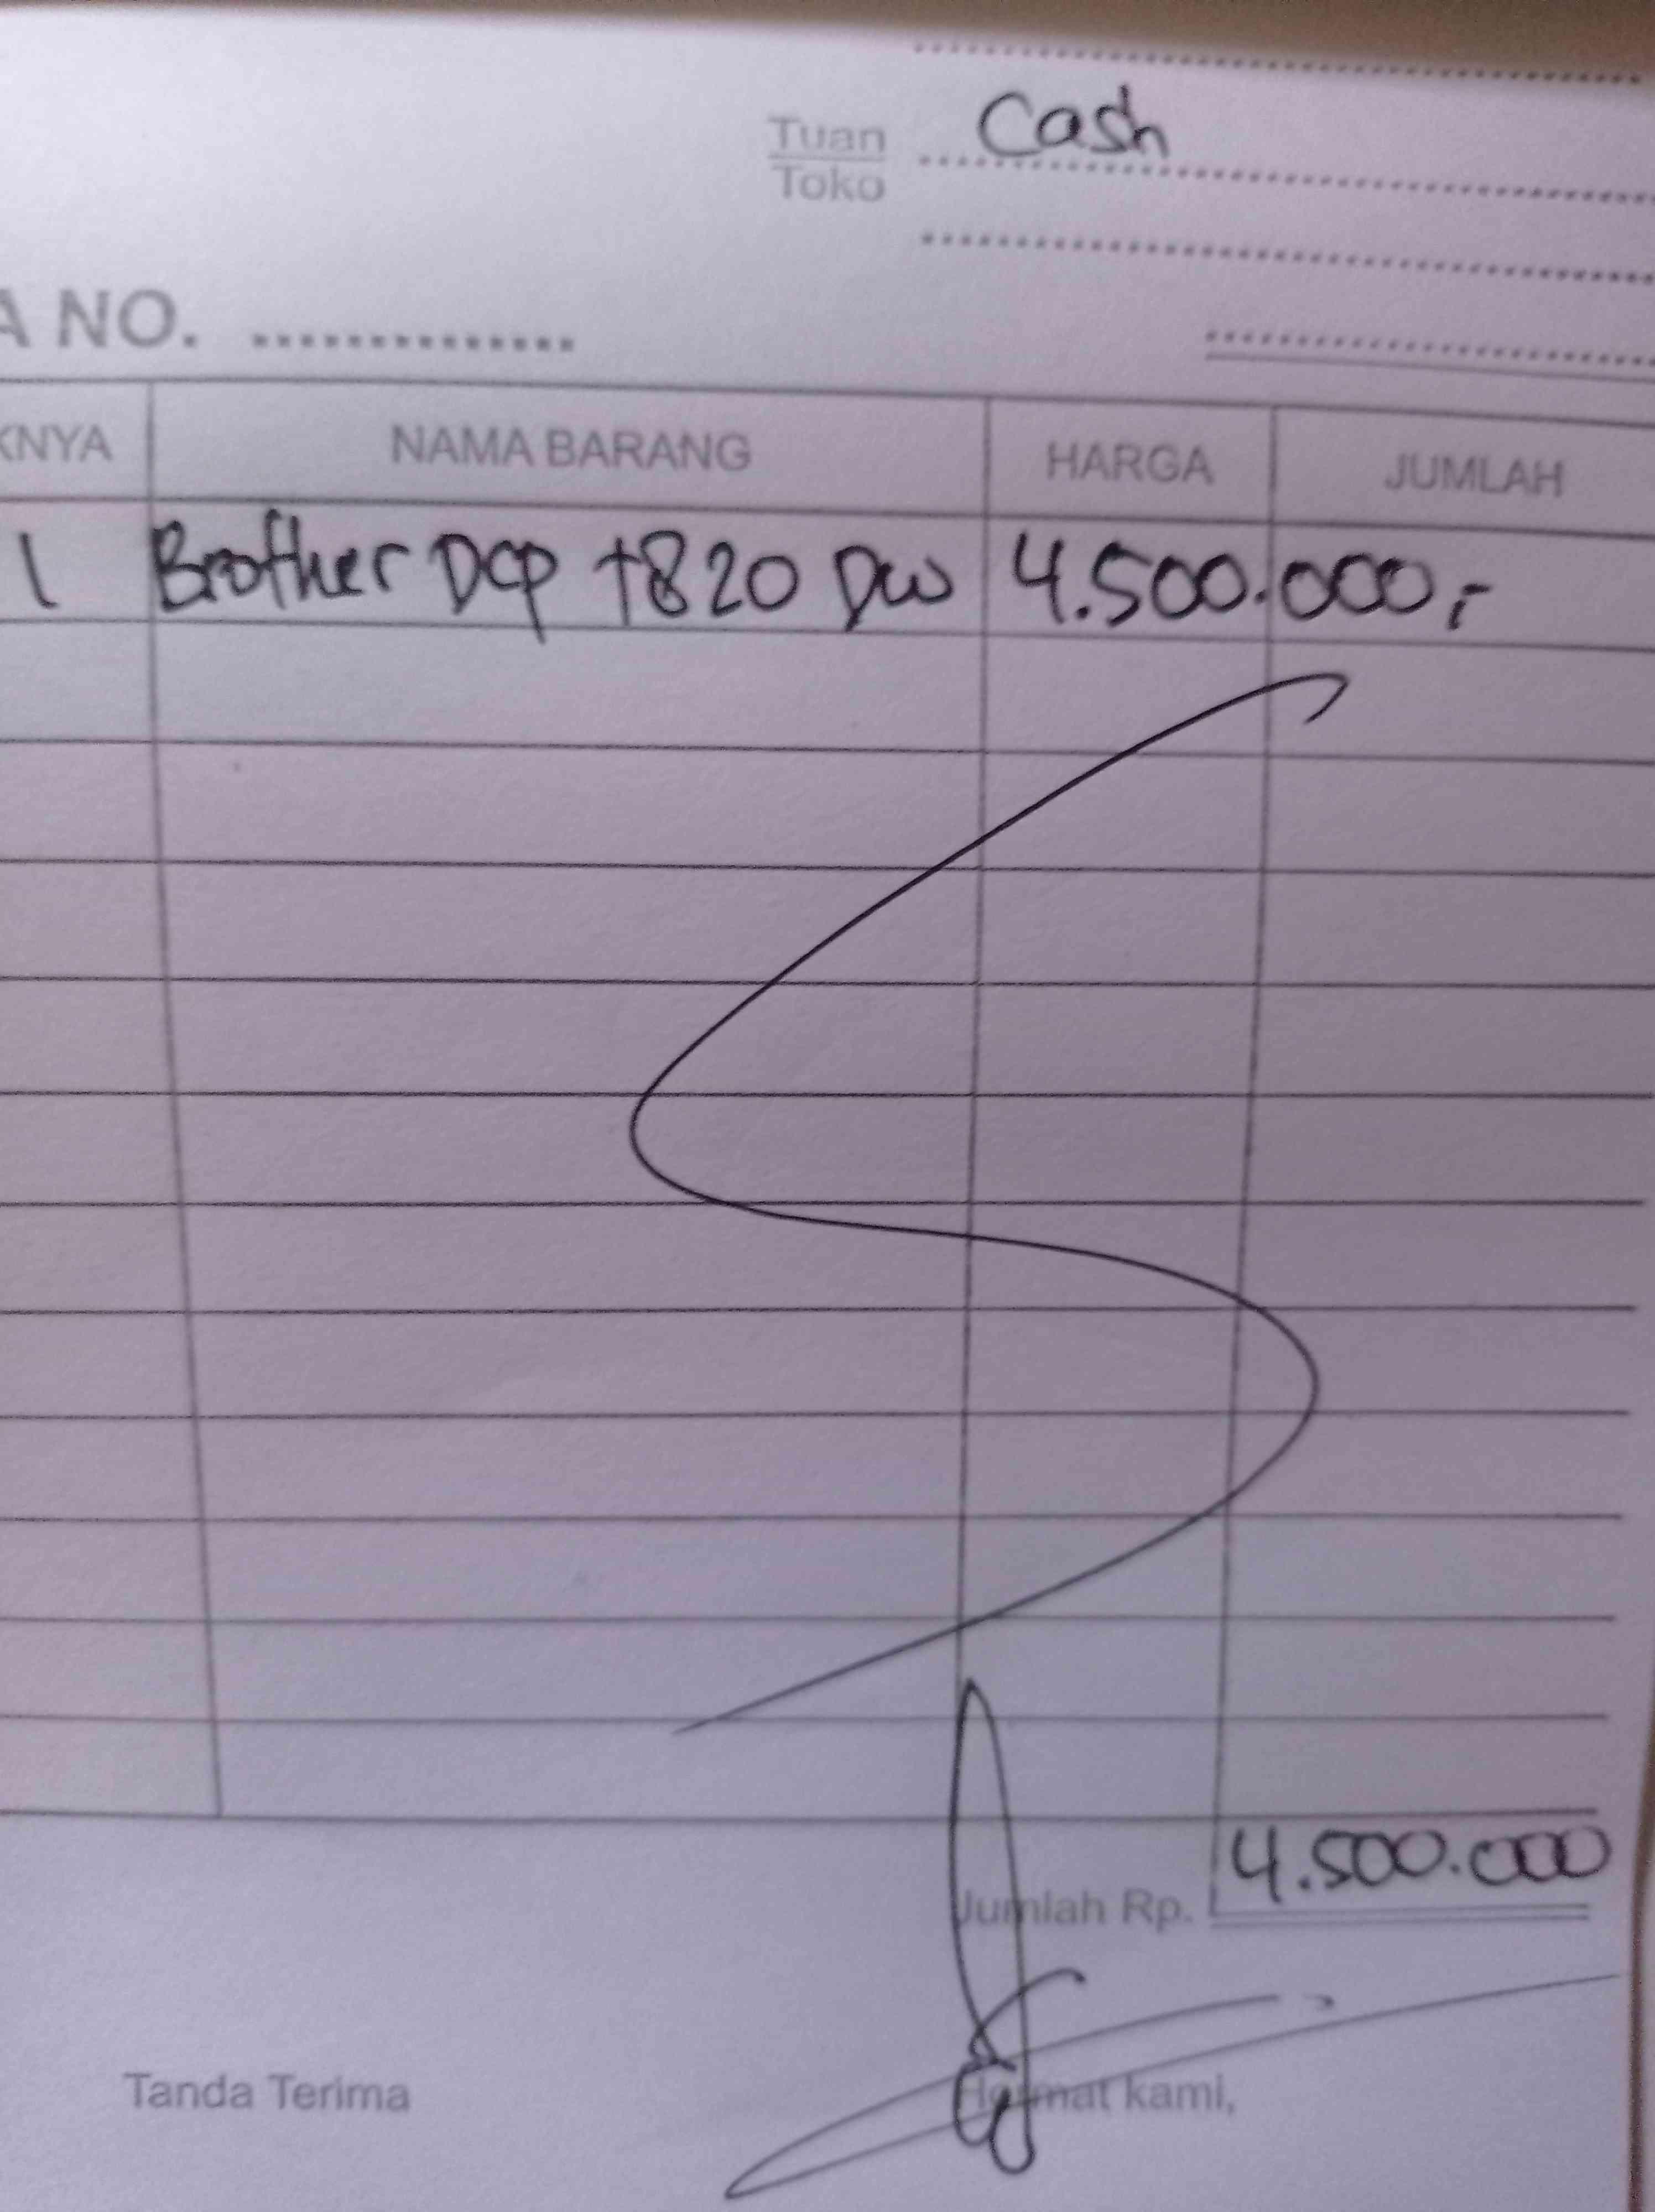 Cash
Tuan
Toko
A NO. ..............
KNYA NAMA BARANG HARGA JUMLAH
1 Brother Dcp t820 Dw 4.500.000,-
4.500.000
Jumlah Rp.
Tanda Terima Hormat kami,